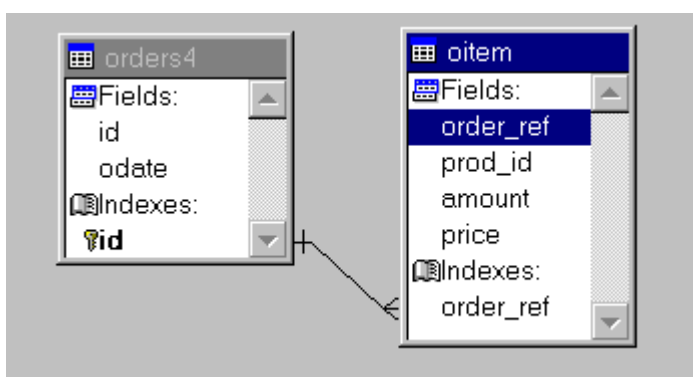 orders4
Fields:
id
odate
Indexes:
id
oitem
Fields:
order_ref
prod_id
amount
price
Indexes:
order_ref